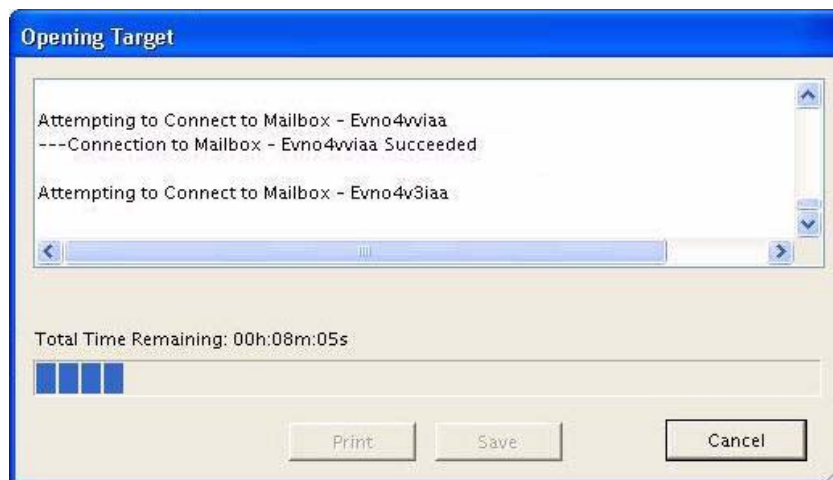 Opening Target
Attempting to Connect to Mailbox - Evno4vviaa
---Connection to Mailbox - Evno4vviaa Succeeded
Attempting to Connect to Mailbox - Evno4v3iaa
Total Time Remaining: 00h:08m:05s
Print Save Cancel